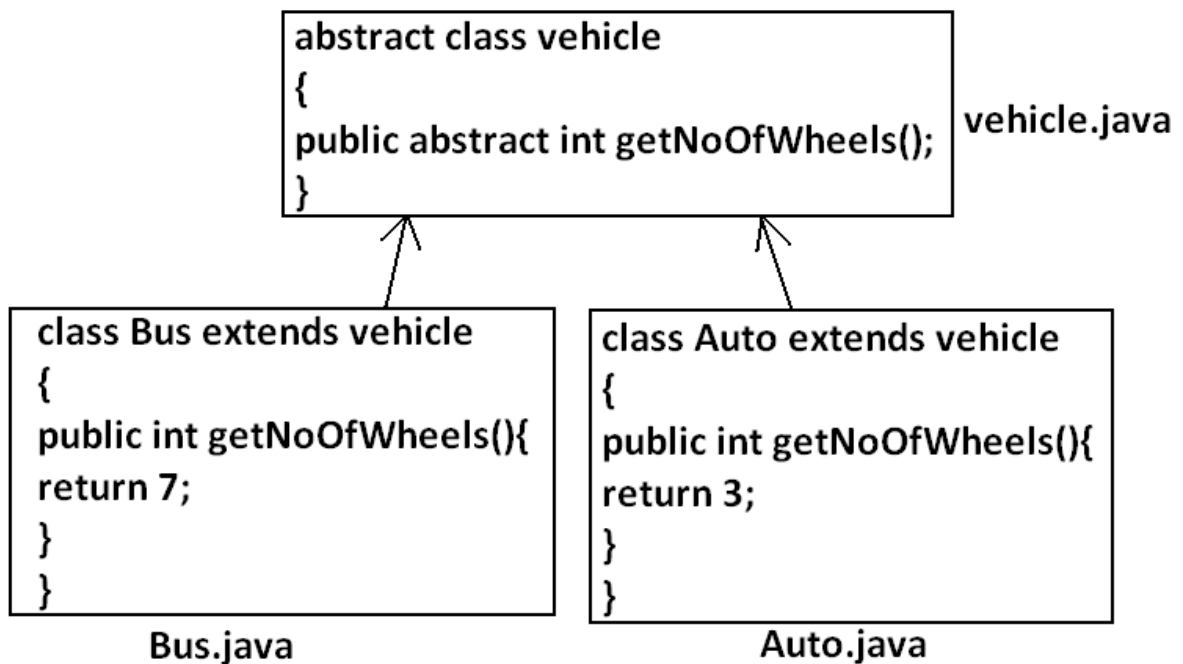 abstract class vehicle
{
public abstract int getNoOfWheels();
}
vehicle.java
class Bus extends vehicle
{
public int getNoOfWheels(){
return 7;
}
}
Bus.java
class Auto extends vehicle
{
public int getNoOfWheels(){
return 3;
}
}
Auto.java